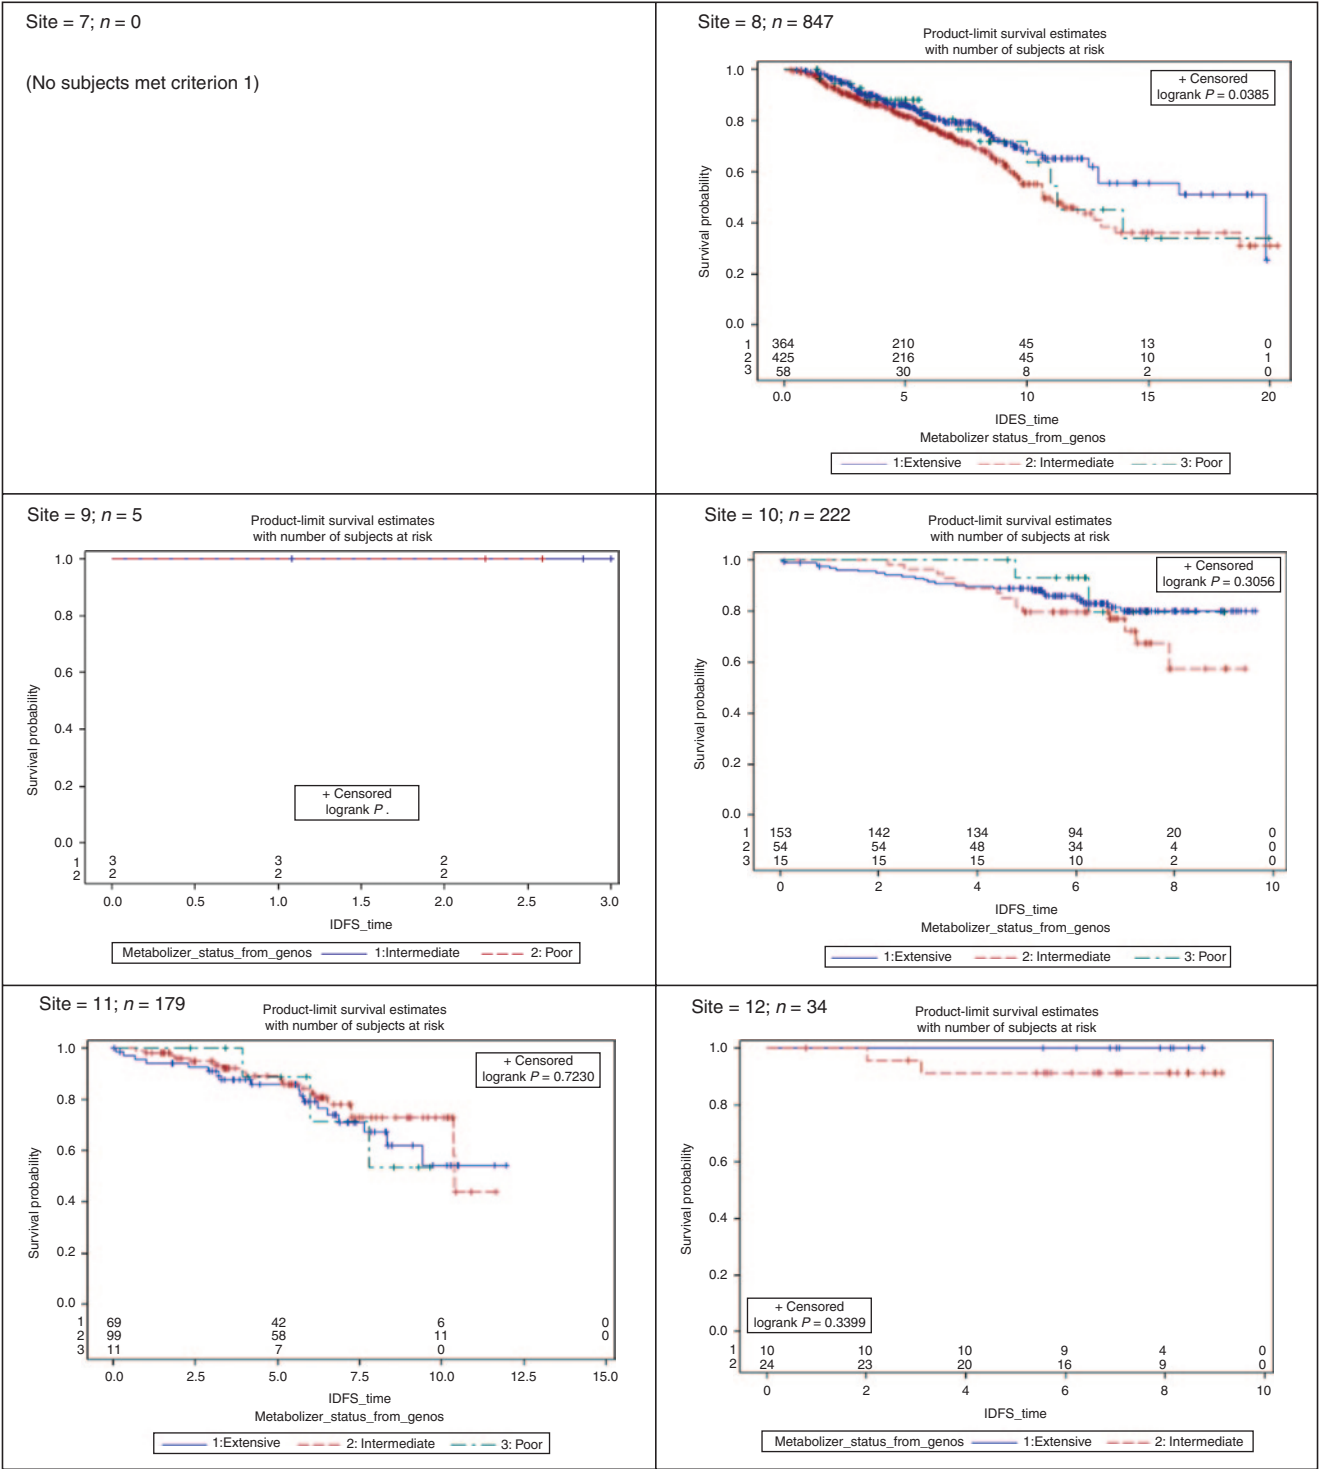 Site = 7; n = 0
(No subjects met criterion 1)
Site = 8; n = 847
Product-limit survival estimates
with number of subjects at risk
+ Censored
logrank P = 0.0385
Survival probability
1.0
0.8
0.6
0.4
0.2
0.0
1 364 210 45 13 0
2 425 216 45 10 1
3 58 30 8 2 0
0.0 5 10 15 20
IDES_time
Metabolizer status_from_genos
1:Extensive 2: Intermediate 3: Poor
Site = 9; n = 5
Product-limit survival estimates
with number of subjects at risk
Survival probability
1.0
0.8
0.6
0.4
0.2
0.0
+ Censored
logrank P .
1 3 3 2
2 2 2 2
0.0 0.5 1.0 1.5 2.0 2.5 3.0
IDFS_time
Metabolizer_status_from_genos 1:Intermediate 2: Poor
Site = 10; n = 222
Product-limit survival estimates
with number of subjects at risk
+ Censored
logrank P = 0.3056
Survival probability
1.0
0.8
0.6
0.4
0.2
0.0
1 153 142 134 94 20 0
2 54 54 48 34 4 0
3 15 15 15 10 2 0
0 2 4 6 8 10
IDFS_time
Metabolizer_status_from_genos
1:Extensive 2: Intermediate 3: Poor
Site = 11; n = 179
Product-limit survival estimates
with number of subjects at risk
+ Censored
logrank P = 0.7230
Survival probability
1.0
0.8
0.6
0.4
0.2
0.0
1 69 42 6 0
2 99 58 11 0
3 11 7 0
0.0 2.5 5.0 7.5 10.0 12.5 15.0
IDFS_time
Metabolizer_status_from_genos
1:Extensive 2: Intermediate 3: Poor
Site = 12; n = 34
Product-limit survival estimates
with number of subjects at risk
Survival probability
1.0
0.8
0.6
0.4
0.2
0.0
+ Censored
logrank P = 0.3399
1 10 10 10 9 4 0
2 24 23 20 16 9 0
0 2 4 6 8 10
IDFS_time
Metabolizer_status_from_genos 1:Extensive 2: Intermediate